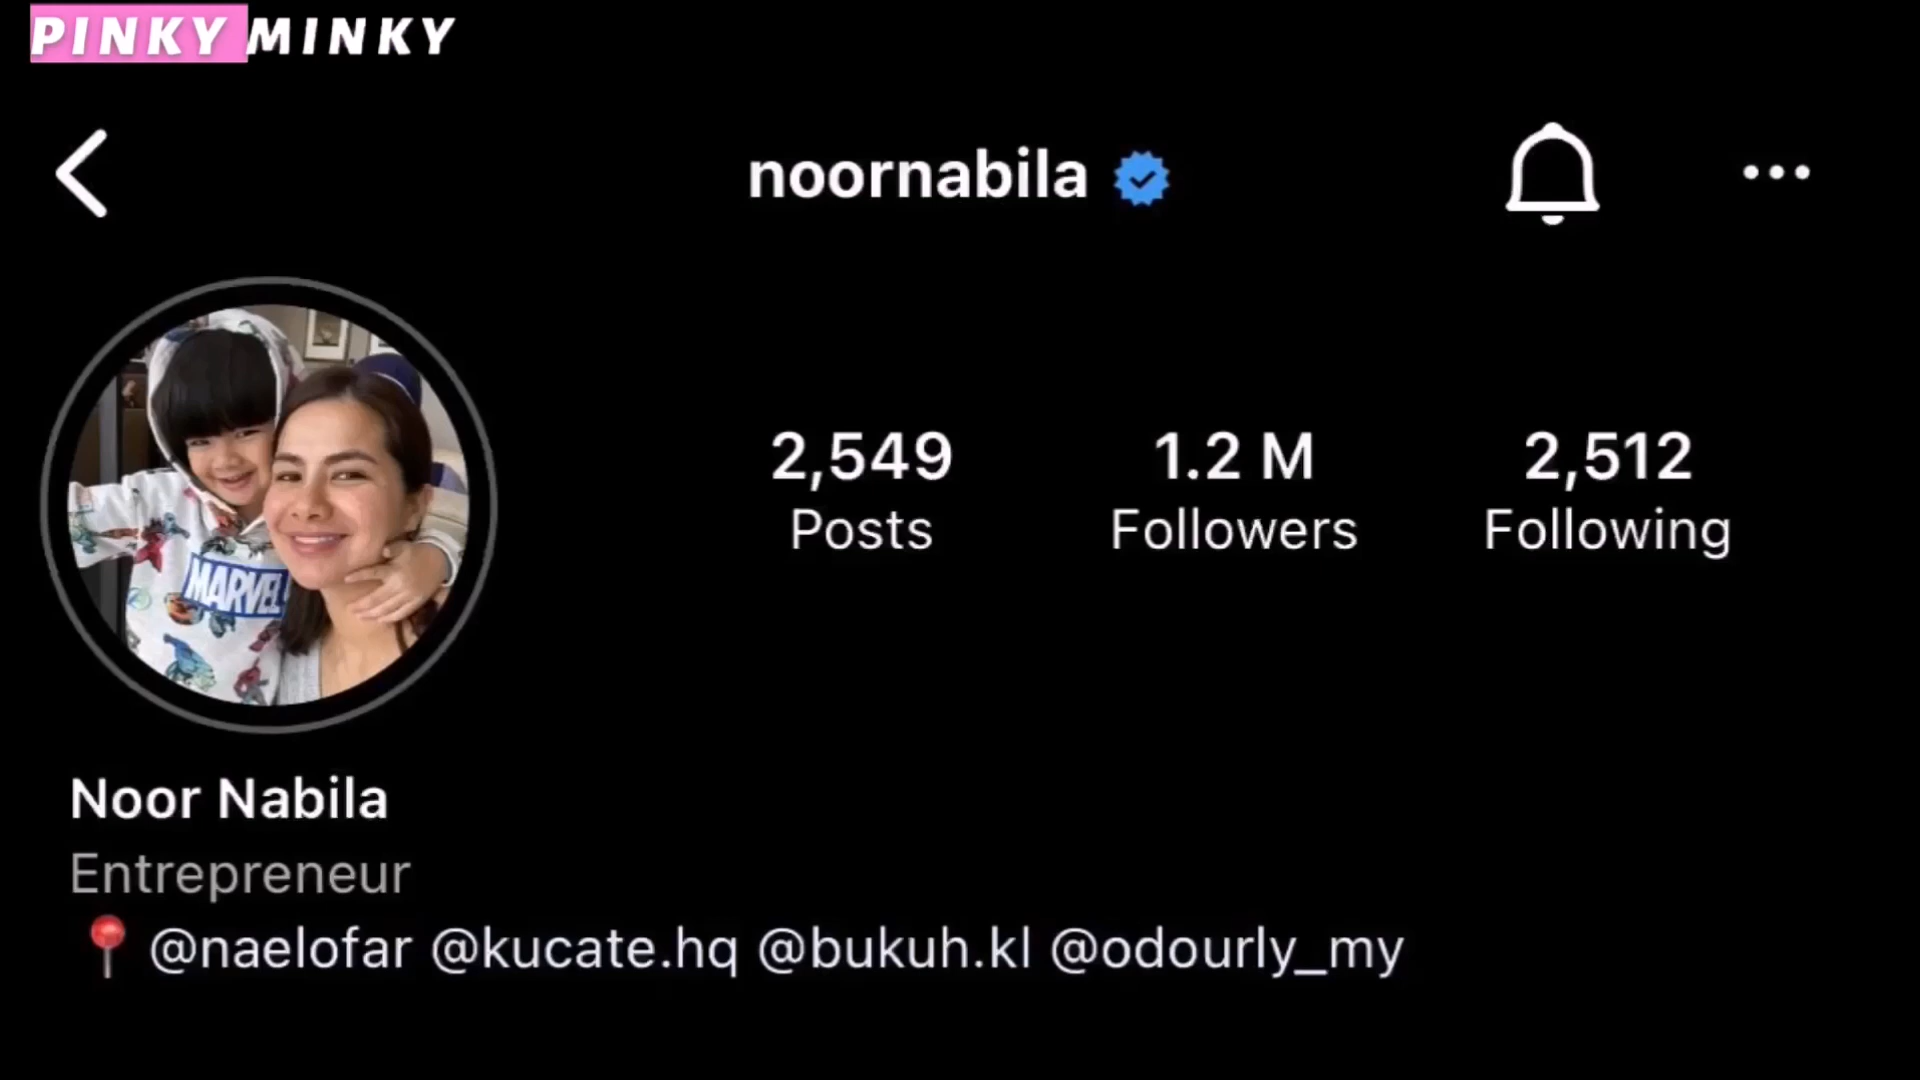 PINKY MINKY
noornabila
2,549 1.2 M 2,512
Posts Followers Following
MARVEL
Noor Nabila
Entrepreneur
📍 @naelofar @kucate.hq @bukuh.kl @odourly_my